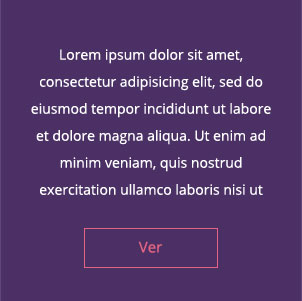 Lorem ipsum dolor sit amet,
consectetur adipisicing elit, sed do
eiusmod tempor incididunt ut labore
et dolore magna aliqua. Ut enim ad
minim veniam, quis nostrud
exercitation ullamco laboris nisi ut
Ver